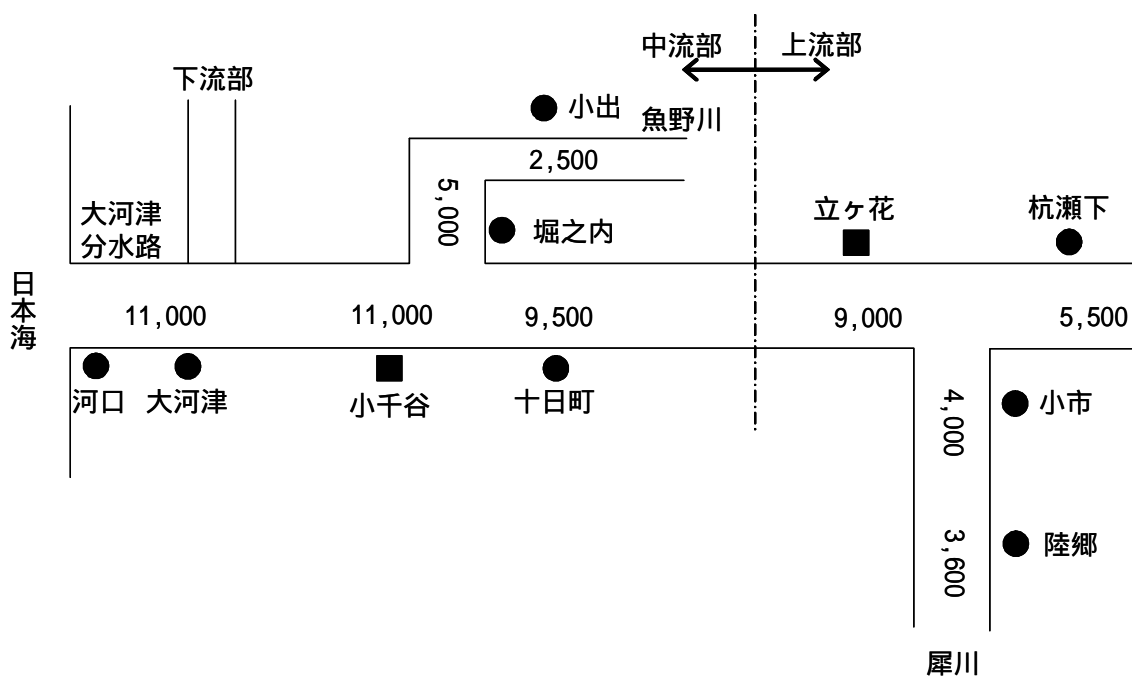 中流部
上流部
下流部
小出
魚野川
2,500
5,000
大河津
分水路
堀之内
立ヶ花
杭瀬下
日本海
11,000
11,000
9,500
9,000
5,500
河口
大河津
小千谷
十日町
4,000
小市
3,600
陸郷
犀川